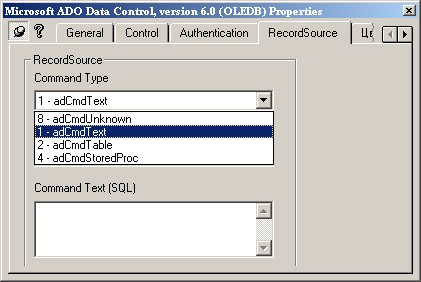 Microsoft ADO Data Control, version 6.0 (OLEDB) Properties
General Control Authentication RecordSource
RecordSource
Command Type
1 - adCmdText
8 - adCmdUnknown
1 - adCmdText
2 - adCmdTable
4 - adCmdStoredProc
Command Text (SQL)